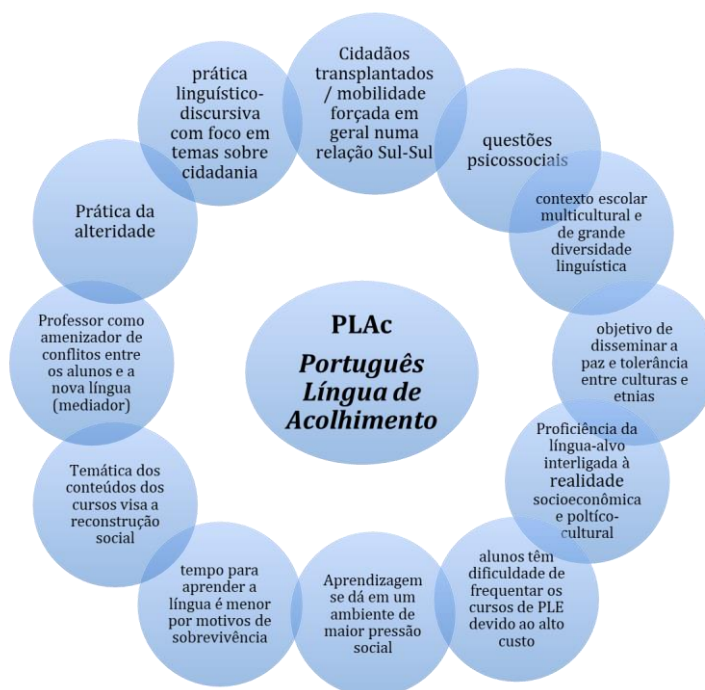 Cidadãos
transplantados
/ mobilidade
forçada em
geral numa
relação Sul-Sul
questões
psicossociais
contexto escolar
multicultural e
de grande
diversidade
linguística
objetivo de
disseminar a
paz e tolerância
entre culturas e
etnias
Proficiência da
língua-alvo
interligada à
realidade
socioeconômica
e poltíco-
cultural
alunos têm
dificuldade de
frequentar os
cursos de PLE
devido ao alto
custo
Aprendizagem
se dá em um
ambiente de
maior pressão
social
tempo para
aprender a
língua é menor
por motivos de
sobrevivência
Temática dos
conteúdos dos
cursos visa a
reconstrução
social
Professor como
amenizador de
conflitos entre
os alunos e a
nova língua
(mediador)
Prática da
alteridade
prática
linguístico-
discursiva
com foco em
temas sobre
cidadania
PLAc
Português
Língua de
Acolhimento